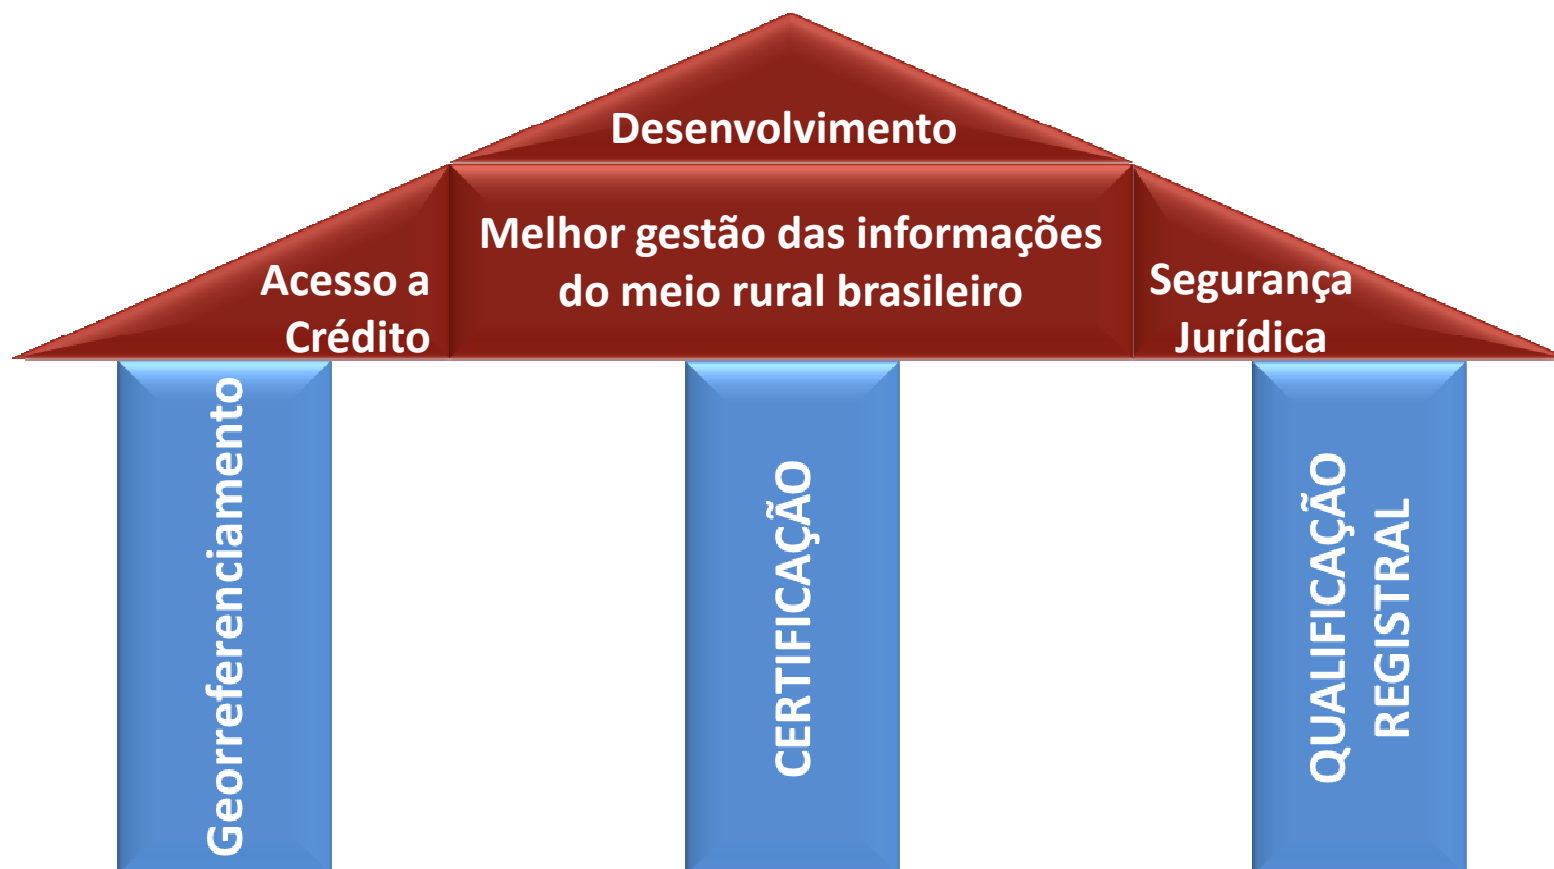 Desenvolvimento
Melhor gestão das informações
do meio rural brasileiro
Acesso a
Crédito
Segurança
Jurídica
Georreferenciamento
CERTIFICAÇÃO
QUALIFICAÇÃO
REGISTRAL